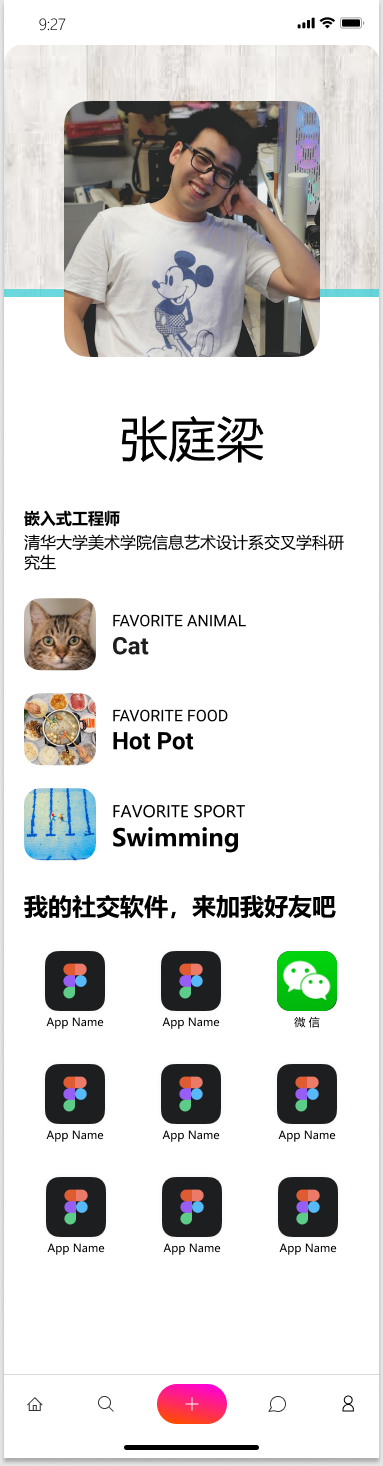 9:27
张庭梁
嵌入式工程师
清华大学美术学院信息艺术设计系交叉学科研
究生
FAVORITE ANIMAL
Cat
FAVORITE FOOD
Hot Pot
FAVORITE SPORT
Swimming
我的社交软件，来加我好友吧
App Name
App Name
微 信
App Name
App Name
App Name
App Name
App Name
App Name